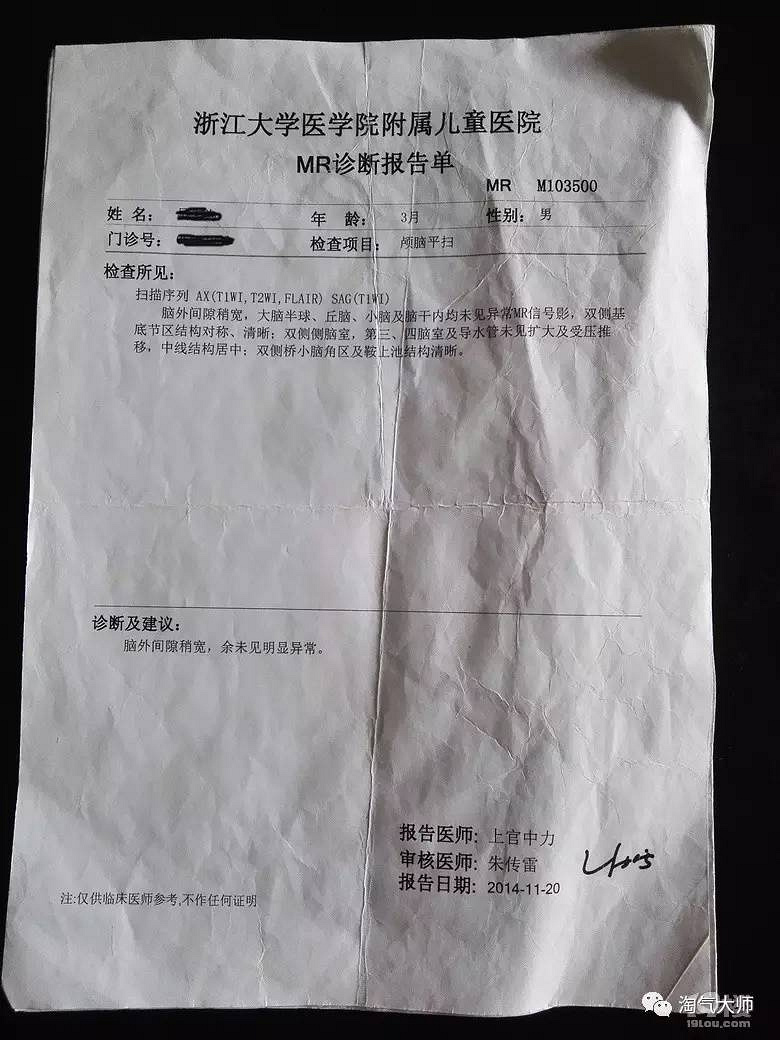 浙江大学医学院附属儿童医院
MR诊断报告单
MR M103500
姓 名： 年 龄： 3月 性别： 男
门诊号： 检查项目： 颅脑平扫
检查所见：
扫描序列 AX(T1WI,T2WI,FLAIR) SAG(T1WI)
脑外间隙稍宽，大脑半球、丘脑、小脑及脑干内均未见异常MR信号影，双侧基
底节区结构对称、清晰；双侧侧脑室，第三、四脑室及导水管未见扩大及受压推
移，中线结构居中；双侧桥小脑角区及鞍上池结构清晰。
诊断及建议：
脑外间隙稍宽，余未见明显异常。
报告医师： 上官中力
审核医师： 朱传雷
报告日期： 2014-11-20
注:仅供临床医师参考,不作任何证明
淘气大师
19lou.com